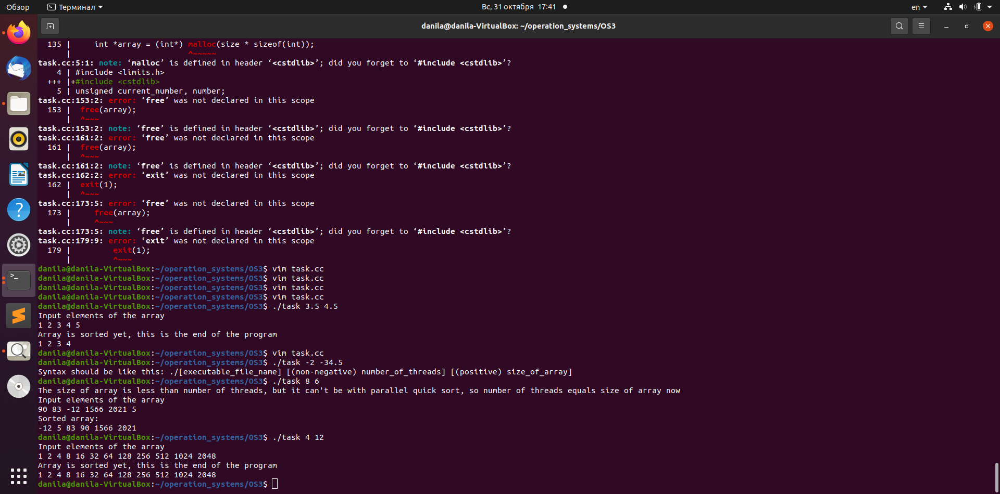 Обзор Терминал Вс, 31 октября 17:41 en
danila@danila-VirtualBox: ~/operation_systems/OS3
135 |     int *array = (int*) malloc(size * sizeof(int));
    |                         ^~~~~~
task.cc:5:1: note: ‘malloc’ is defined in header ‘<cstdlib>’; did you forget to ‘#include <cstdlib>’?
  4 | #include <limits.h>
+++ |+#include <cstdlib>
  5 | unsigned current_number, number;
task.cc:153:2: error: ‘free’ was not declared in this scope
153 |  free(array);
    |  ^~~~
task.cc:153:2: note: ‘free’ is defined in header ‘<cstdlib>’; did you forget to ‘#include <cstdlib>’?
task.cc:161:2: error: ‘free’ was not declared in this scope
161 |  free(array);
    |  ^~~~
task.cc:161:2: note: ‘free’ is defined in header ‘<cstdlib>’; did you forget to ‘#include <cstdlib>’?
task.cc:162:2: error: ‘exit’ was not declared in this scope
162 |  exit(1);
    |  ^~~~
task.cc:173:5: error: ‘free’ was not declared in this scope
173 |     free(array);
    |     ^~~~
task.cc:173:5: note: ‘free’ is defined in header ‘<cstdlib>’; did you forget to ‘#include <cstdlib>’?
task.cc:179:9: error: ‘exit’ was not declared in this scope
179 |         exit(1);
    |         ^~~~
danila@danila-VirtualBox:~/operation_systems/OS3$ vim task.cc
danila@danila-VirtualBox:~/operation_systems/OS3$ vim task.cc
danila@danila-VirtualBox:~/operation_systems/OS3$ vim task.cc
danila@danila-VirtualBox:~/operation_systems/OS3$ vim task.cc
danila@danila-VirtualBox:~/operation_systems/OS3$ ./task 3.5 4.5
Input elements of the array
1 2 3 4 5
Array is sorted yet, this is the end of the program
1 2 3 4
danila@danila-VirtualBox:~/operation_systems/OS3$ vim task.cc
danila@danila-VirtualBox:~/operation_systems/OS3$ ./task -2 -34.5
Syntax should be like this: ./[executable_file_name] [(non-negative) number_of_threads] [(positive) size_of_array]
danila@danila-VirtualBox:~/operation_systems/OS3$ ./task 8 6
The size of array is less than number of threads, but it can't be with parallel quick sort, so number of threads equals size of array now
Input elements of the array
90 83 -12 1566 2021 5
Sorted array:
-12 5 83 90 1566 2021
danila@danila-VirtualBox:~/operation_systems/OS3$ ./task 4 12
Input elements of the array
1 2 4 8 16 32 64 128 256 512 1024 2048
Array is sorted yet, this is the end of the program
1 2 4 8 16 32 64 128 256 512 1024 2048
danila@danila-VirtualBox:~/operation_systems/OS3$